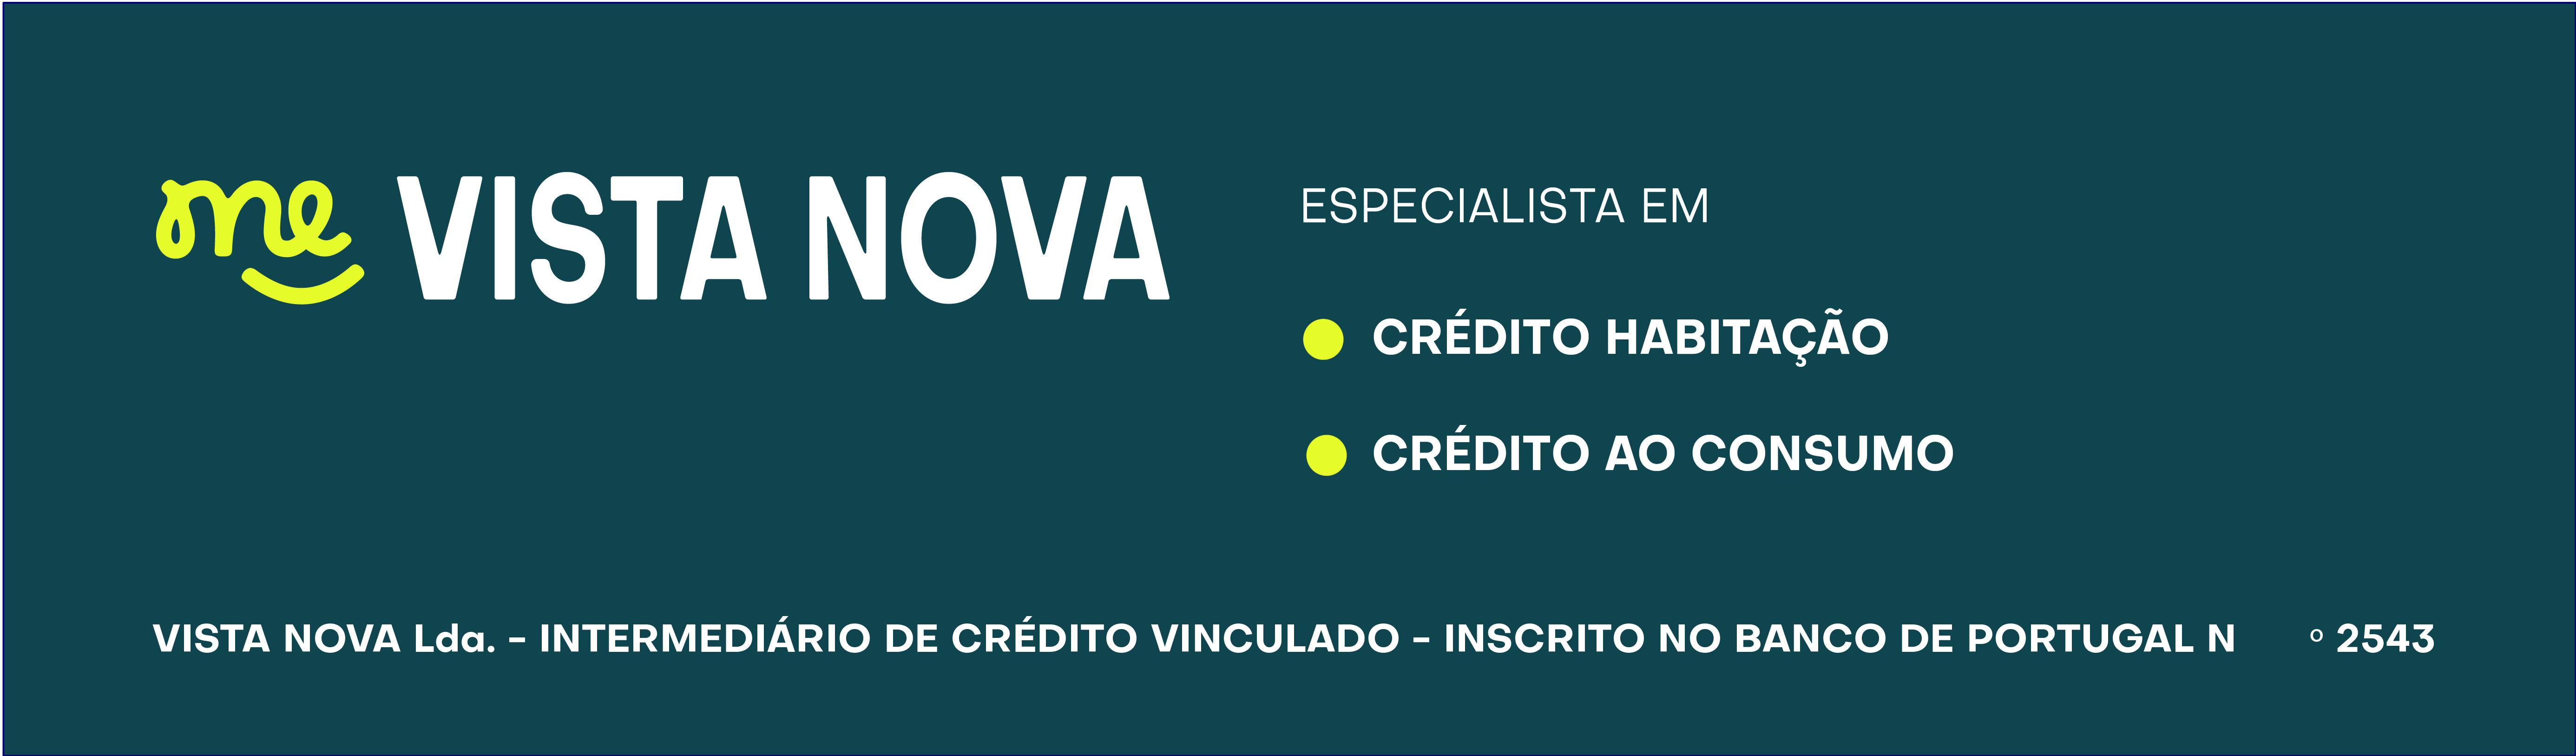 me VISTA NOVA
ESPECIALISTA EM
CRÉDITO HABITAÇÃO
CRÉDITO AO CONSUMO
VISTA NOVA Lda. - INTERMEDIÁRIO DE CRÉDITO VINCULADO - INSCRITO NO BANCO DE PORTUGAL N º 2543